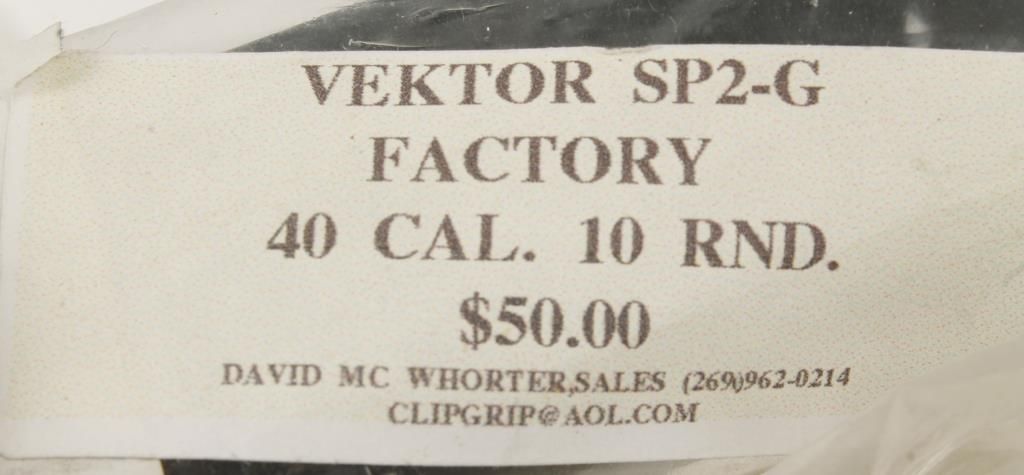 VEKTOR SP2-G
FACTORY
40 CAL. 10 RND.
$50.00
DAVID MC WHORTER,SALES (269)962-0214
CLIPGRIP@AOL.COM